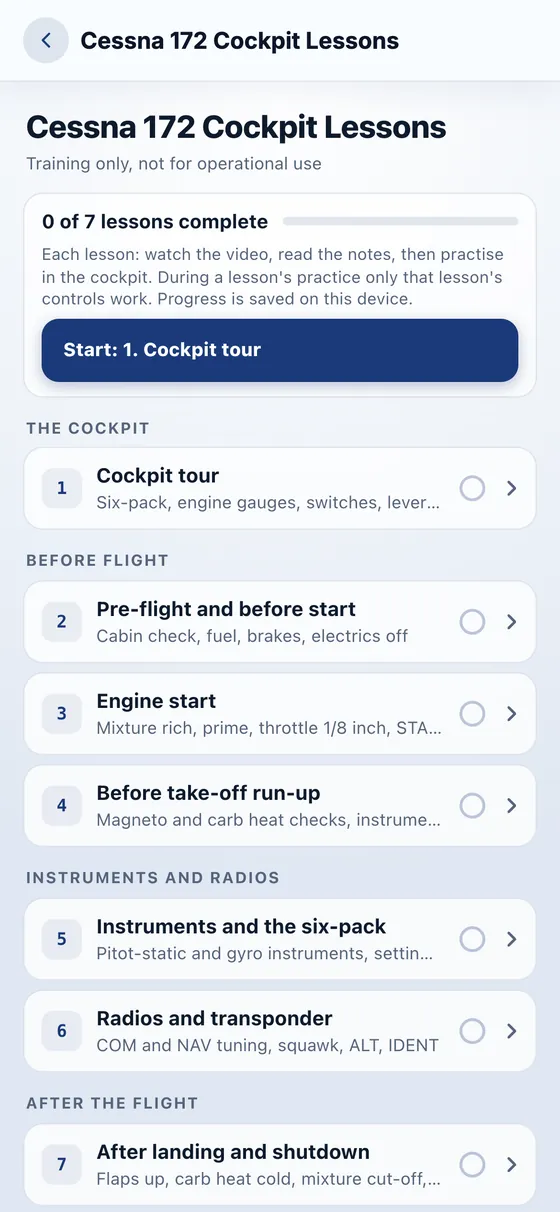 Cessna 172 Cockpit Lessons
Cessna 172 Cockpit Lessons
Training only, not for operational use
0 of 7 lessons complete
Each lesson: watch the video, read the notes, then practise
in the cockpit. During a lesson's practice only that lesson's
controls work. Progress is saved on this device.
Start: 1. Cockpit tour
THE COCKPIT
1
Cockpit tour
Six-pack, engine gauges, switches, lever...
BEFORE FLIGHT
2
Pre-flight and before start
Cabin check, fuel, brakes, electrics off
3
Engine start
Mixture rich, prime, throttle 1/8 inch, STA...
4
Before take-off run-up
Magneto and carb heat checks, instrume...
INSTRUMENTS AND RADIOS
5
Instruments and the six-pack
Pitot-static and gyro instruments, settin...
6
Radios and transponder
COM and NAV tuning, squawk, ALT, IDENT
AFTER THE FLIGHT
7
After landing and shutdown
Flaps up, carb heat cold, mixture cut-off,...